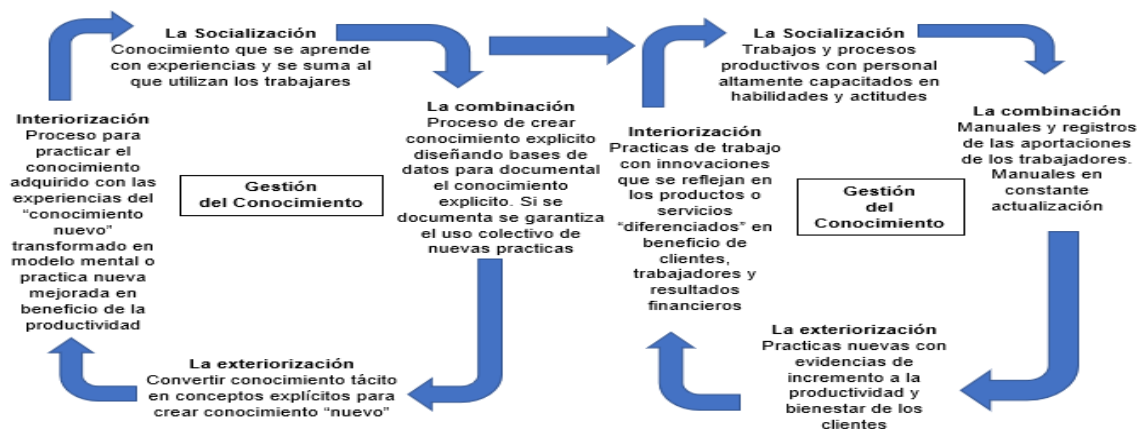 La Socialización
Conocimiento que se aprende
con experiencias y se suma al
que utilizan los trabajares
La combinación
Proceso de crear
conocimiento explicito
diseñando bases de
datos para documental
el conocimiento
explicito. Si se
documenta se garantiza
el uso colectivo de
nuevas practicas
La exteriorización
Convertir conocimiento tácito
en conceptos explícitos para
crear conocimiento “nuevo”
Interiorización
Proceso para
practicar el
conocimiento
adquirido con las
experiencias del
“conocimiento
nuevo”
transformado en
modelo mental o
practica nueva
mejorada en
beneficio de la
productividad
Gestión
del Conocimiento
La Socialización
Trabajos y procesos
productivos con personal
altamente capacitados en
habilidades y actitudes
La combinación
Manuales y registros
de las aportaciones
de los trabajadores.
Manuales en
constante
actualización
La exteriorización
Practicas nuevas con
evidencias de
incremento a la
productividad y
bienestar de los
clientes
Interiorización
Practicas de trabajo
con innovaciones
que se reflejan en
los productos o
servicios
“diferenciados” en
beneficio de
clientes,
trabajadores y
resultados
financieros
Gestión
del
Conocimiento